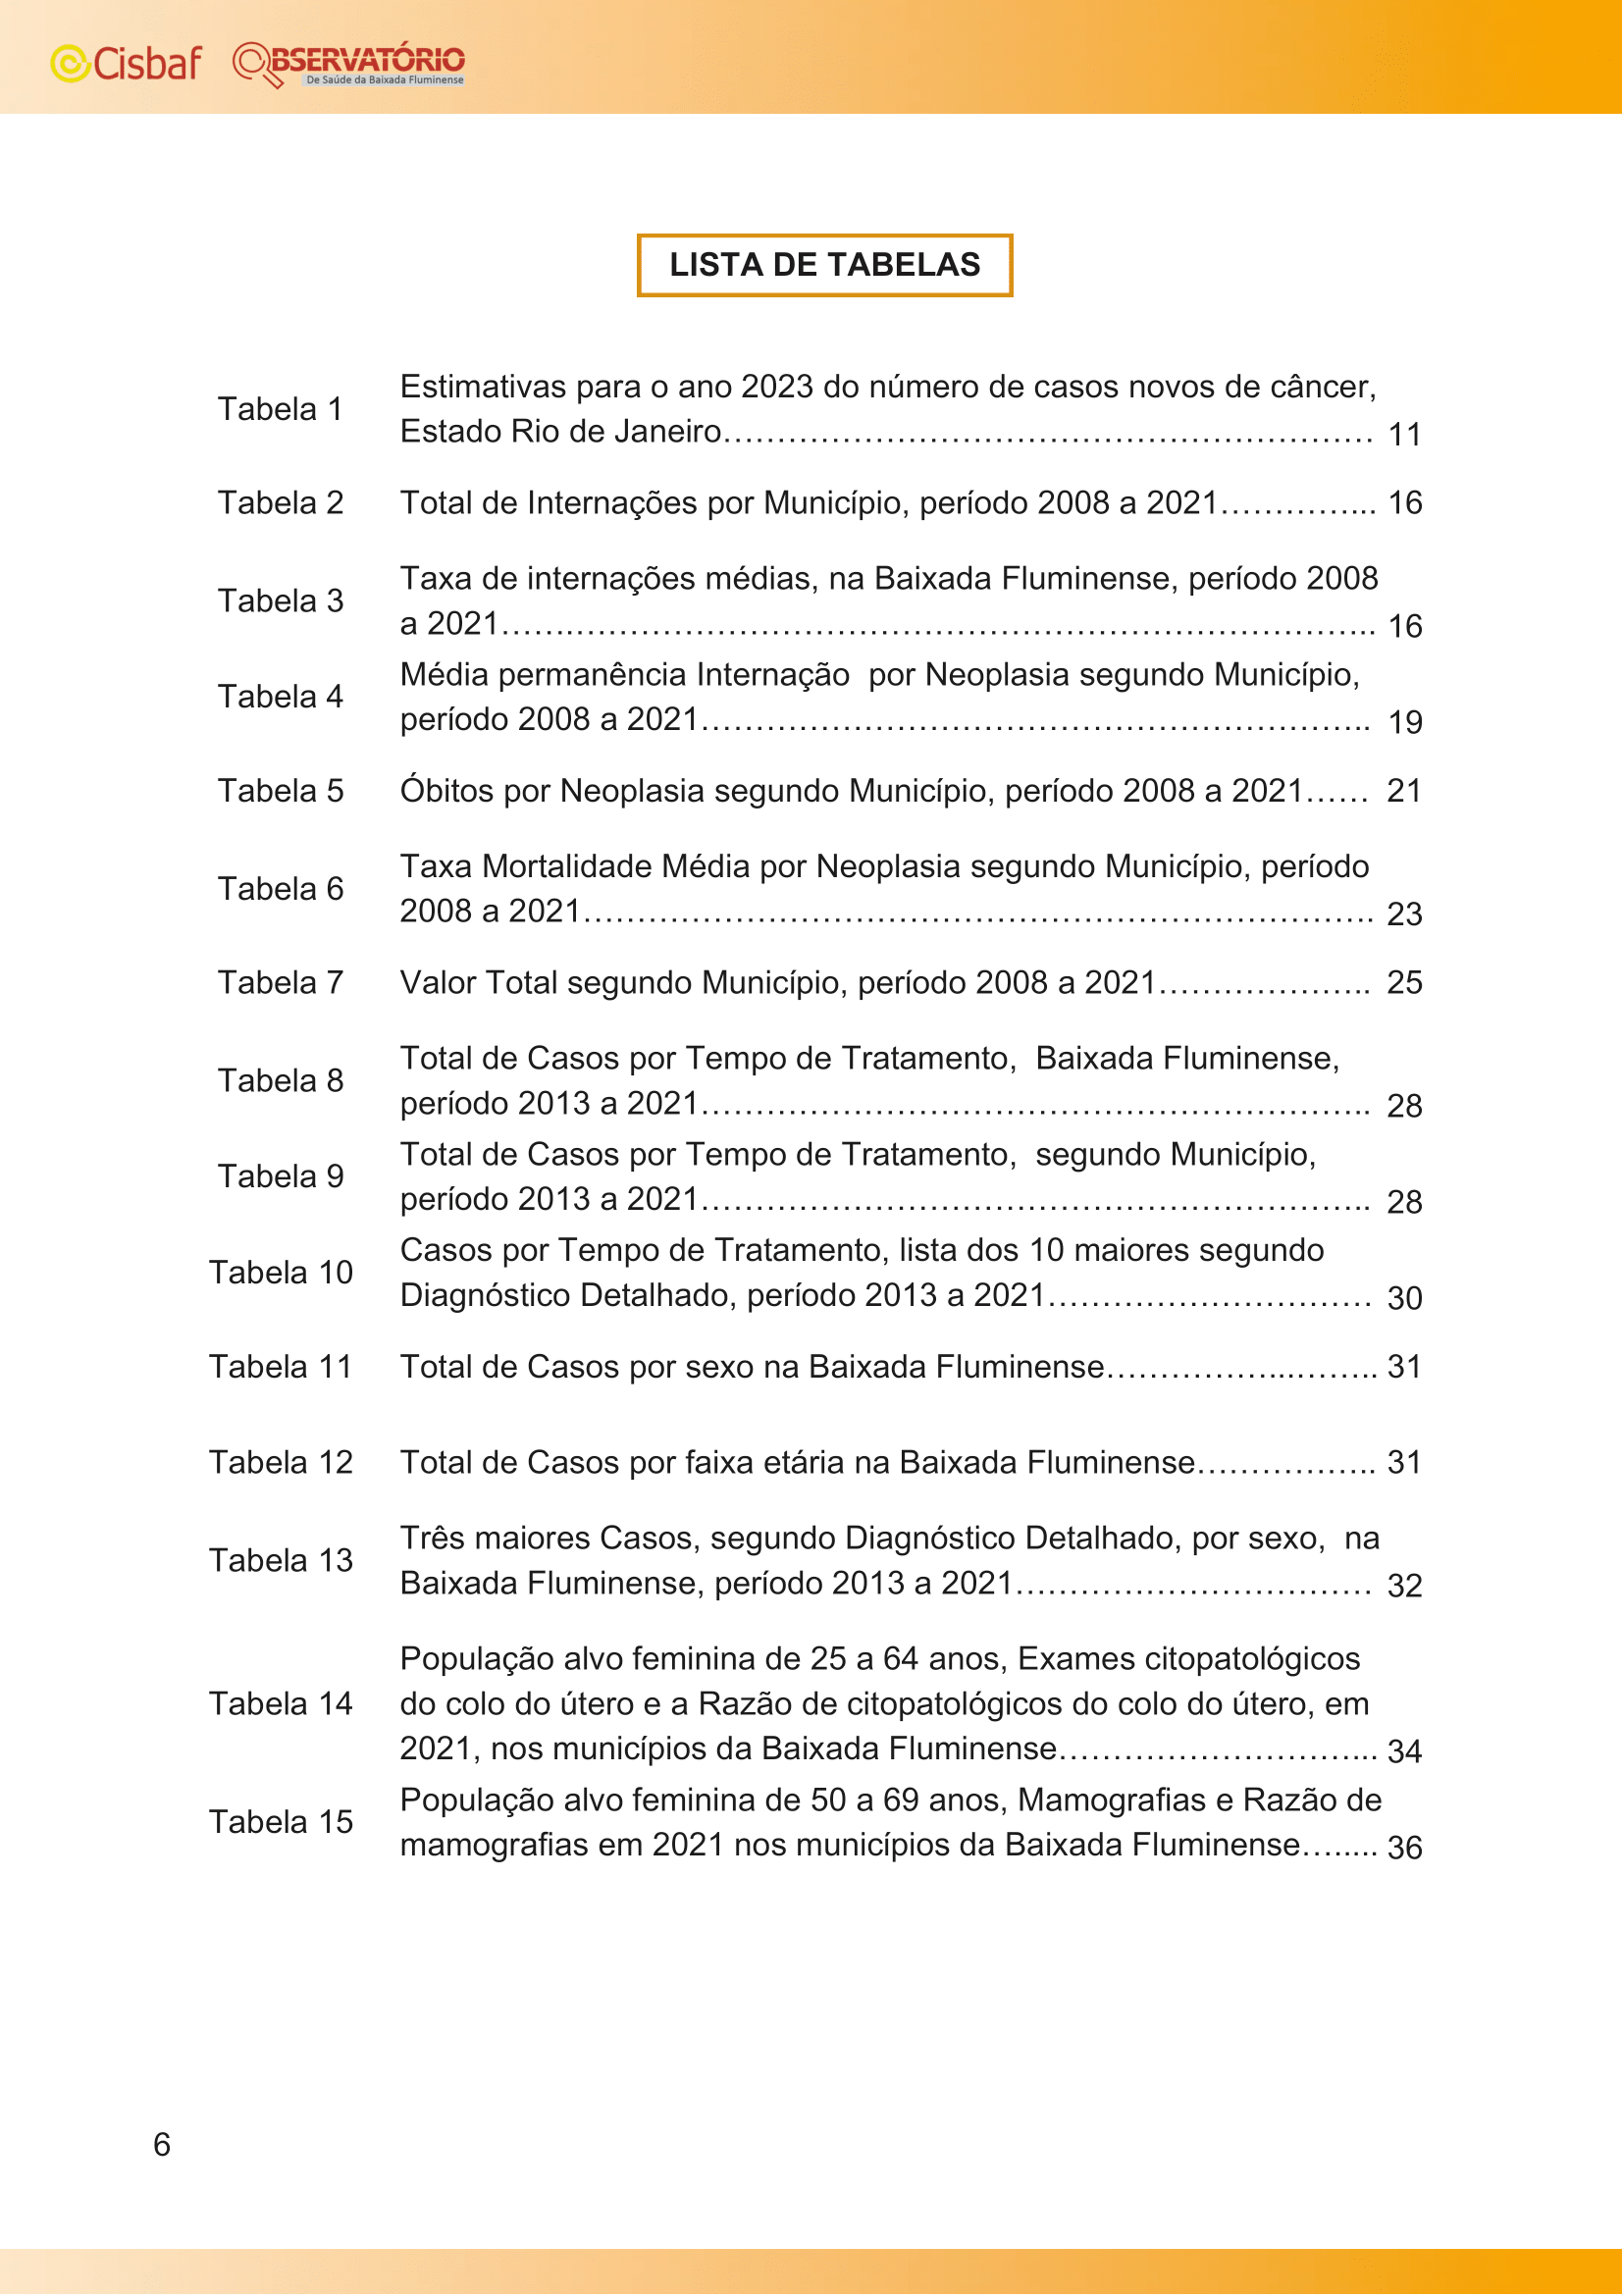 Cisbaf OBSERVATÓRIO
De Saúde da Baixada Fluminense
LISTA DE TABELAS
Tabela 1 Estimativas para o ano 2023 do número de casos novos de câncer,
Estado Rio de Janeiro…………………………………………………… 11
Tabela 2 Total de Internações por Município, período 2008 a 2021…………... 16
Tabela 3 Taxa de internações médias, na Baixada Fluminense, período 2008
a 2021…….……………………………………………………………….. 16
Tabela 4 Média permanência Internação  por Neoplasia segundo Município,
período 2008 a 2021…………………………………………………….. 19
Tabela 5 Óbitos por Neoplasia segundo Município, período 2008 a 2021…… 21
Tabela 6 Taxa Mortalidade Média por Neoplasia segundo Município, período
2008 a 2021………………………………………………………………. 23
Tabela 7 Valor Total segundo Município, período 2008 a 2021……………….. 25
Tabela 8 Total de Casos por Tempo de Tratamento,  Baixada Fluminense,
período 2013 a 2021…………………………………………………….. 28
Tabela 9 Total de Casos por Tempo de Tratamento,  segundo Município,
período 2013 a 2021…………………………………………………….. 28
Tabela 10 Casos por Tempo de Tratamento, lista dos 10 maiores segundo
Diagnóstico Detalhado, período 2013 a 2021………………………… 30
Tabela 11 Total de Casos por sexo na Baixada Fluminense……………...…….. 31
Tabela 12 Total de Casos por faixa etária na Baixada Fluminense…………….. 31
Tabela 13 Três maiores Casos, segundo Diagnóstico Detalhado, por sexo,  na
Baixada Fluminense, período 2013 a 2021…………………………… 32
Tabela 14 População alvo feminina de 25 a 64 anos, Exames citopatológicos
do colo do útero e a Razão de citopatológicos do colo do útero, em
2021, nos municípios da Baixada Fluminense………………………... 34
Tabela 15 População alvo feminina de 50 a 69 anos, Mamografias e Razão de
mamografias em 2021 nos municípios da Baixada Fluminense…..... 36
6